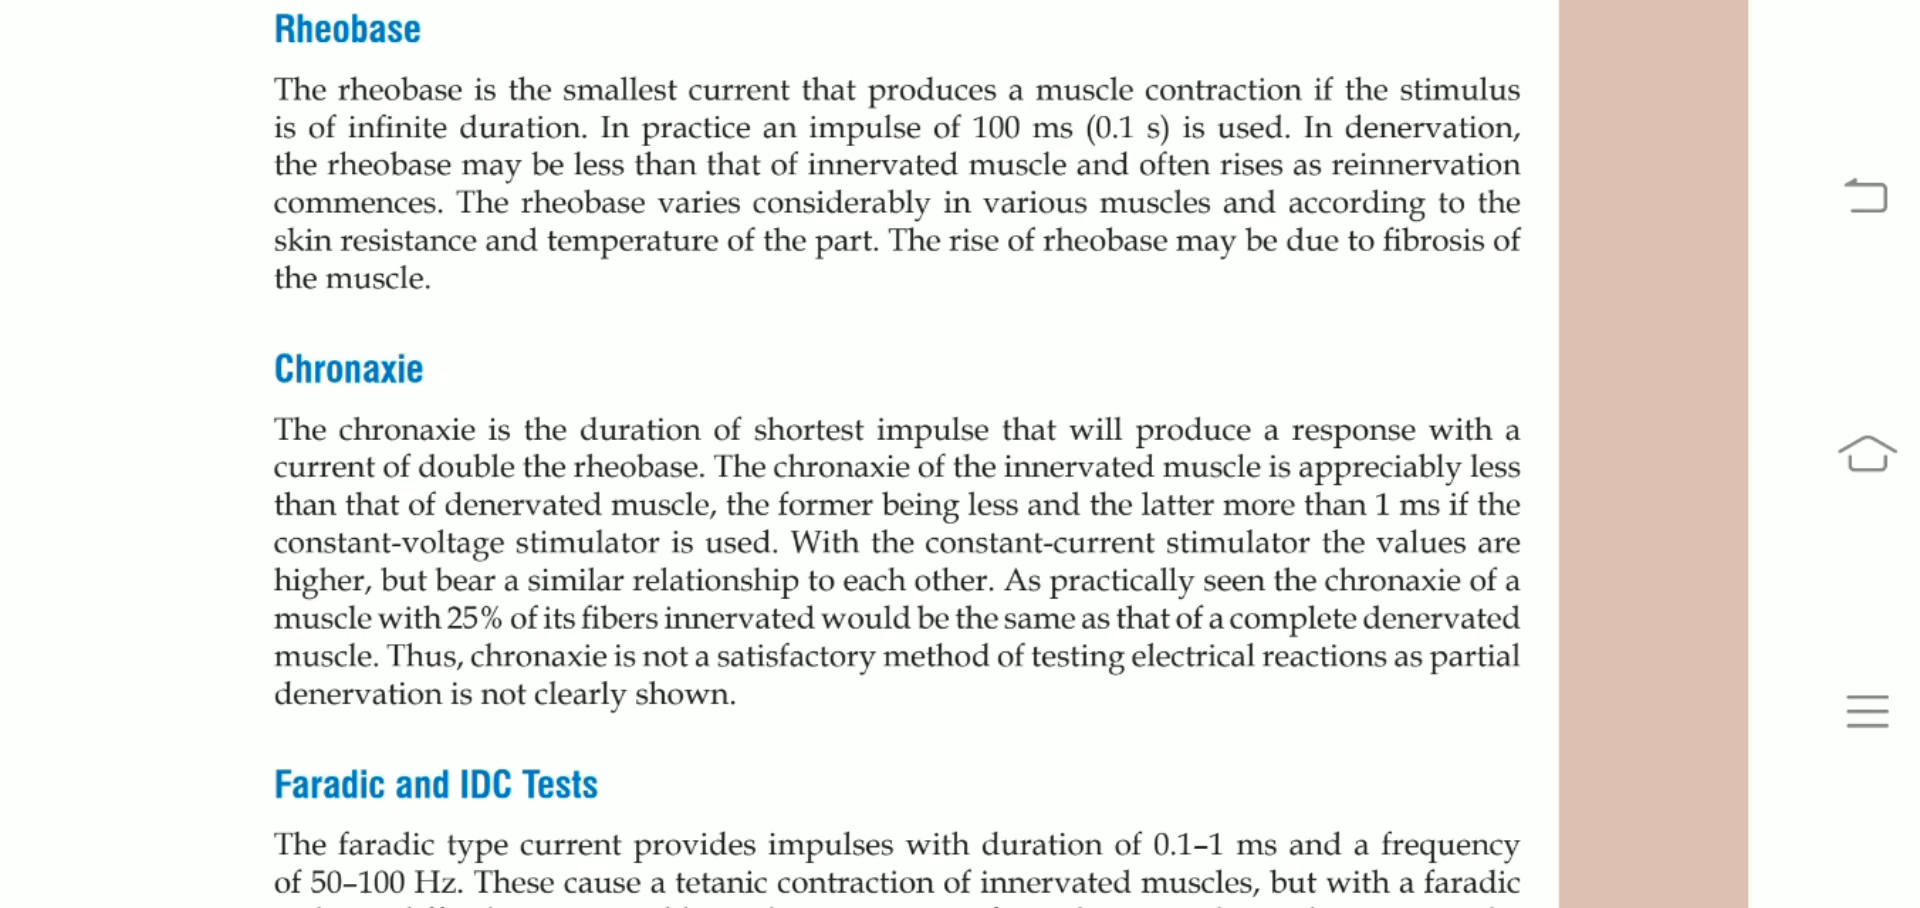 Rheobase
The rheobase is the smallest current that produces a muscle contraction if the stimulus
is of infinite duration. In practice an impulse of 100 ms (0.1 s) is used. In denervation,
the rheobase may be less than that of innervated muscle and often rises as reinnervation
commences. The rheobase varies considerably in various muscles and according to the
skin resistance and temperature of the part. The rise of rheobase may be due to fibrosis of
the muscle.
Chronaxie
The chronaxie is the duration of shortest impulse that will produce a response with a
current of double the rheobase. The chronaxie of the innervated muscle is appreciably less
than that of denervated muscle, the former being less and the latter more than 1 ms if the
constant-voltage stimulator is used. With the constant-current stimulator the values are
higher, but bear a similar relationship to each other. As practically seen the chronaxie of a
muscle with 25% of its fibers innervated would be the same as that of a complete denervated
muscle. Thus, chronaxie is not a satisfactory method of testing electrical reactions as partial
denervation is not clearly shown.
Faradic and IDC Tests
The faradic type current provides impulses with duration of 0.1–1 ms and a frequency
of 50–100 Hz. These cause a tetanic contraction of innervated muscles, but with a faradic